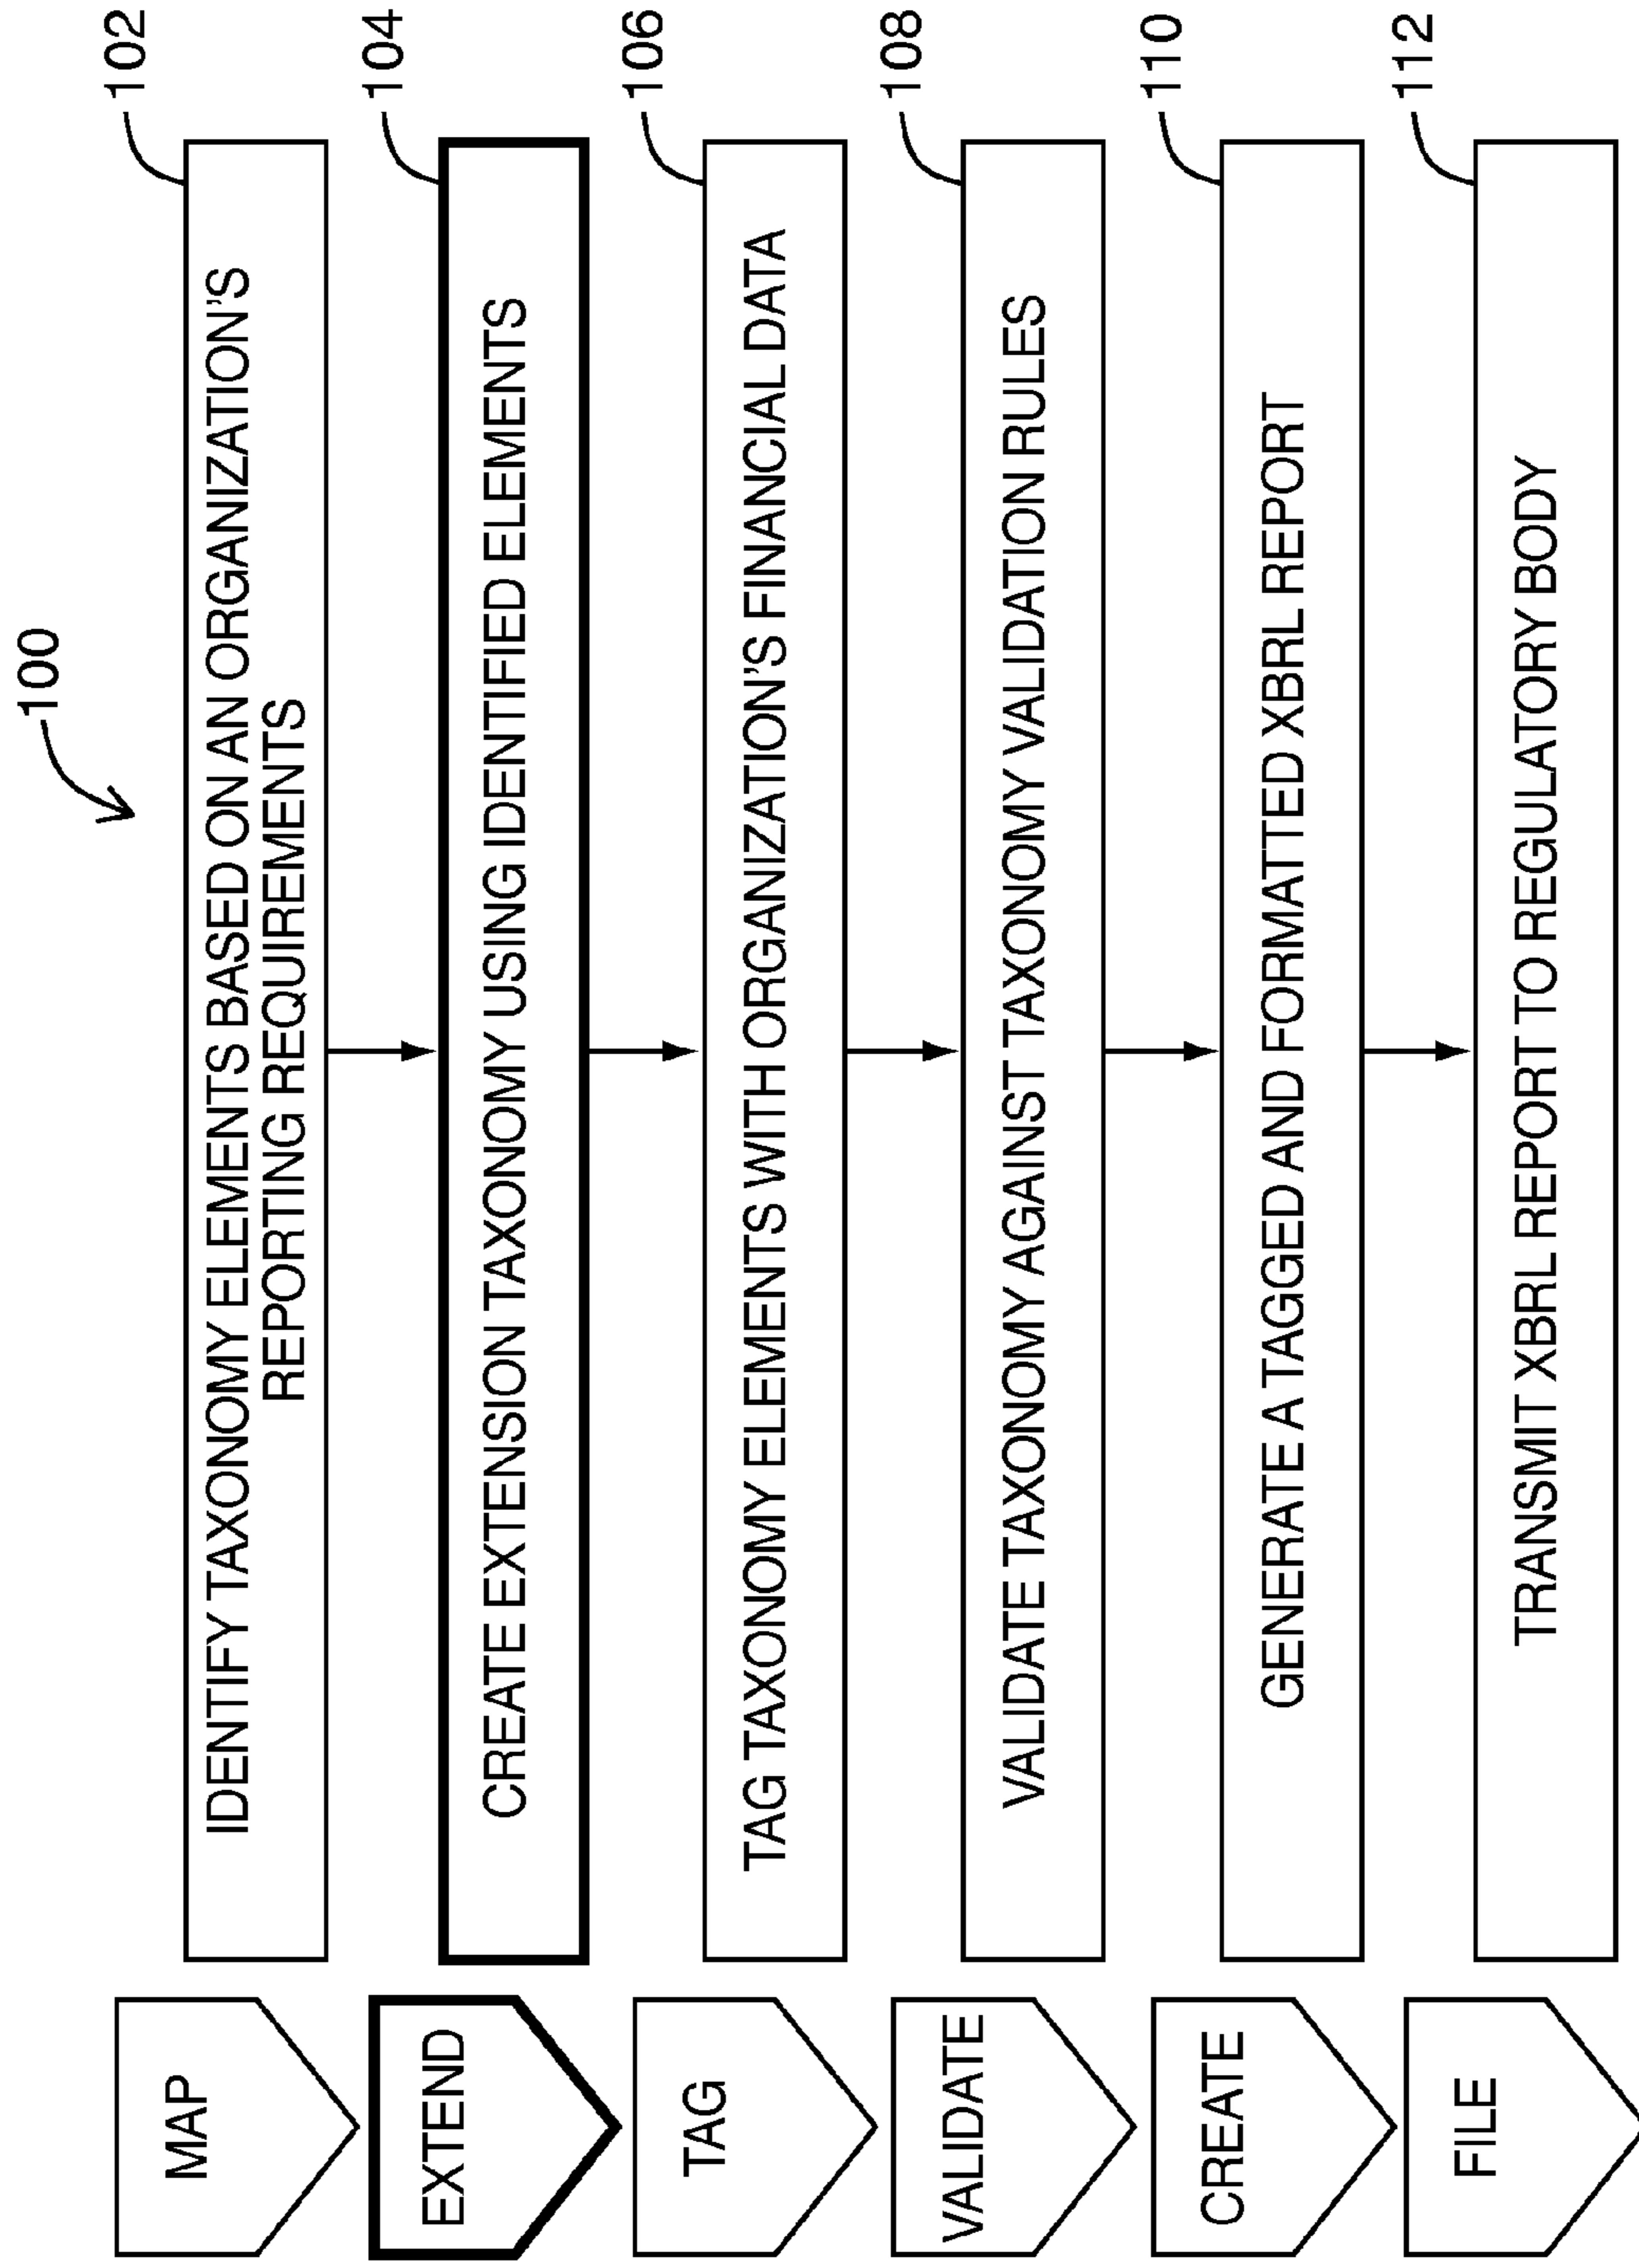 100
MAP
IDENTIFY TAXONOMY ELEMENTS BASED ON AN ORGANIZATION'S
REPORTING REQUIREMENTS
102
EXTEND
CREATE EXTENSION TAXONOMY USING IDENTIFIED ELEMENTS
104
TAG
TAG TAXONOMY ELEMENTS WITH ORGANIZATION'S FINANCIAL DATA
106
VALIDATE
VALIDATE TAXONOMY AGAINST TAXONOMY VALIDATION RULES
108
CREATE
GENERATE A TAGGED AND FORMATTED XBRL REPORT
110
FILE
TRANSMIT XBRL REPORT TO REGULATORY BODY
112